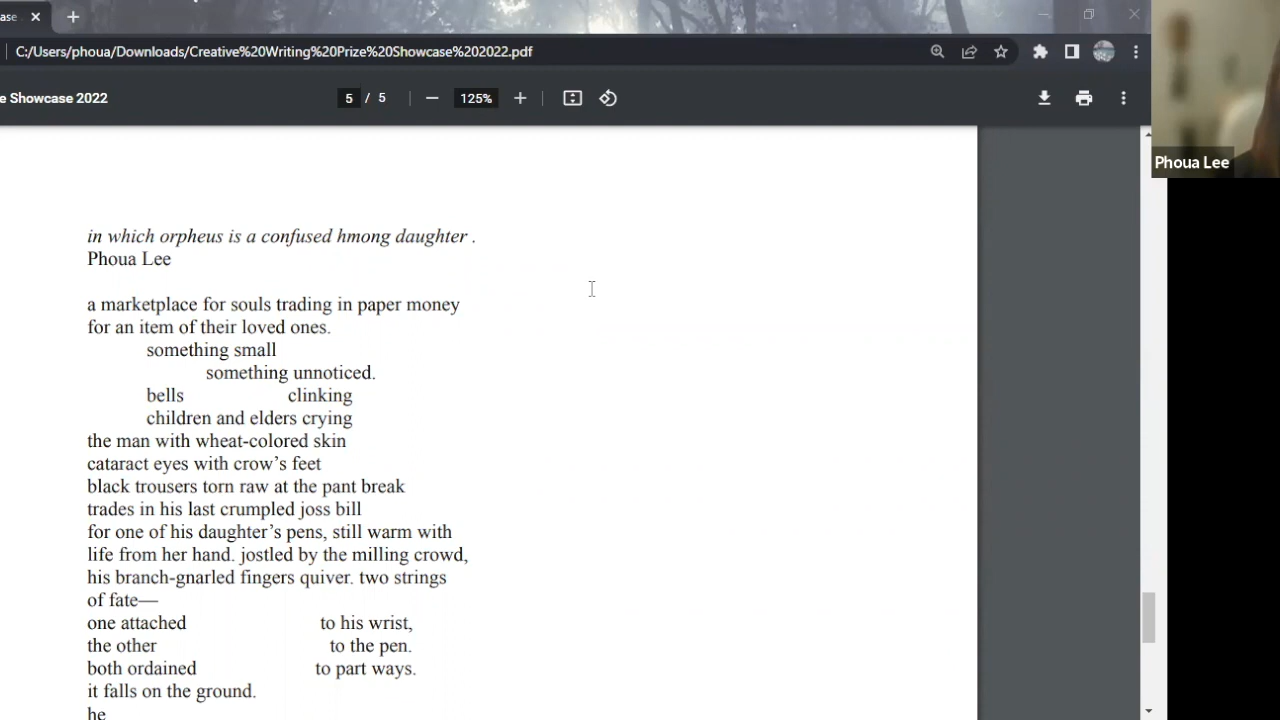 ase
C:/Users/phoua/Downloads/Creative%20Writing%20Prize%20Showcase%202022.pdf
e Showcase 2022
5 / 5
125%
Phoua Lee
in which orpheus is a confused hmong daughter .
Phoua Lee
a marketplace for souls trading in paper money
for an item of their loved ones.
something small
something unnoticed.
bells clinking
children and elders crying
the man with wheat-colored skin
cataract eyes with crow’s feet
black trousers torn raw at the pant break
trades in his last crumpled joss bill
for one of his daughter’s pens, still warm with
life from her hand. jostled by the milling crowd,
his branch-gnarled fingers quiver. two strings
of fate—
one attached to his wrist,
the other to the pen.
both ordained to part ways.
it falls on the ground.
he